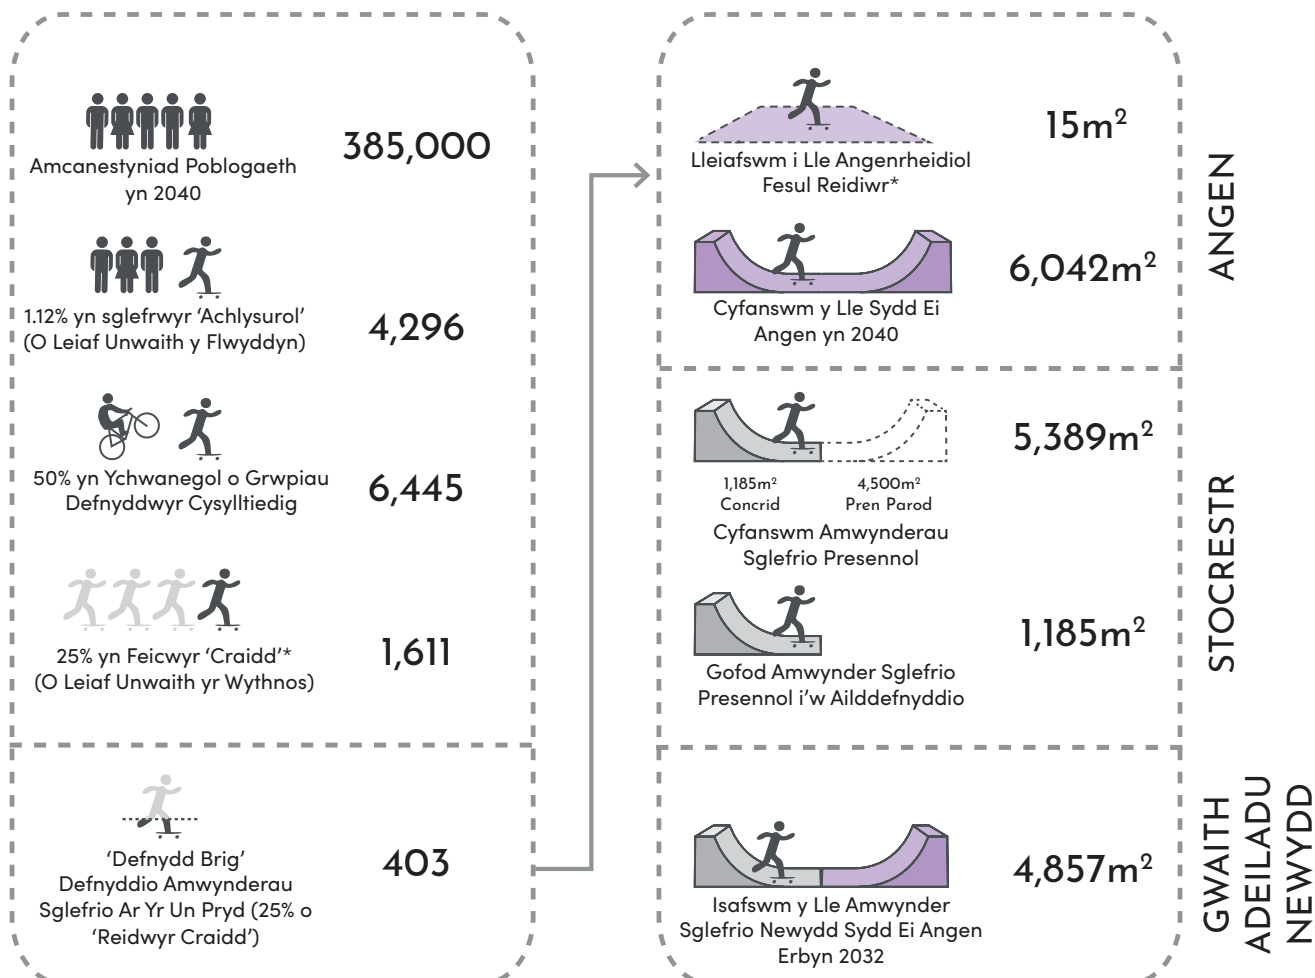 Amcanestyniad Poblogaeth
yn 2040
385,000
1.12% yn sglefrwyr ‘Achlysurol’
(O Leiaf Unwaith y Flwyddyn)
4,296
50% yn Ychwanegol o Grwpiau
Defnyddwyr Cysylltiedig
6,445
25% yn Feicwyr ‘Craidd’*
(O Leiaf Unwaith yr Wythnos)
1,611
‘Defnydd Brig’
Defnyddio Amwynderau
Sglefrio Ar Yr Un Pryd (25% o
‘Reidwyr Craidd’)
403
Lleiafswm i Lle Angenrheidiol
Fesul Reidiwr*
15m²
Cyfanswm y Lle Sydd Ei
Angen yn 2040
6,042m²
ANGEN
1,185m²
Concrid
4,500m²
Pren Parod
Cyfanswm Amwynderau
Sglefrio Presennol
5,389m²
Gofod Amwynder Sglefrio
Presennol i’w Ailddefnyddio
1,185m²
STOCRESTR
Isafswm y Lle Amwynder
Sglefrio Newydd Sydd Ei Angen
Erbyn 2032
4,857m²
GWAITH
ADEILADU
NEWYDD